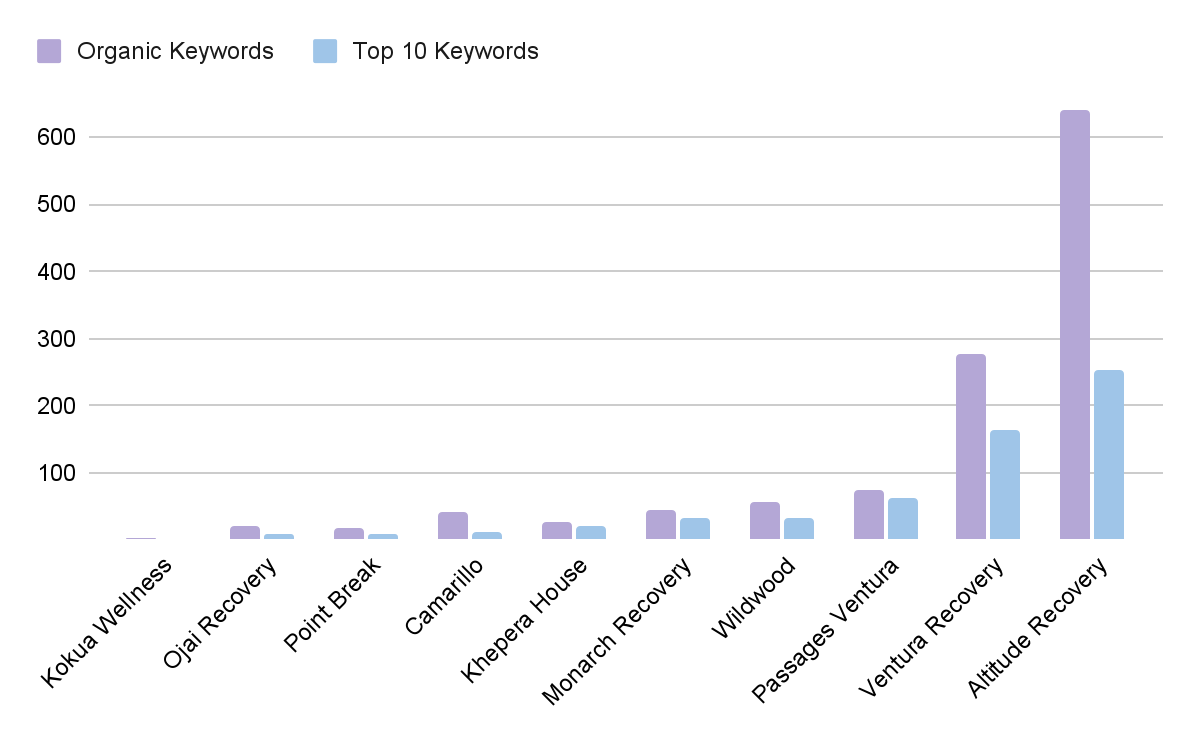 Organic Keywords Top 10 Keywords
600
500
400
300
200
100
Kokua Wellness
Ojai Recovery
Point Break
Camarillo
Khepera House
Monarch Recovery
Wildwood
Passages Ventura
Ventura Recovery
Altitude Recovery